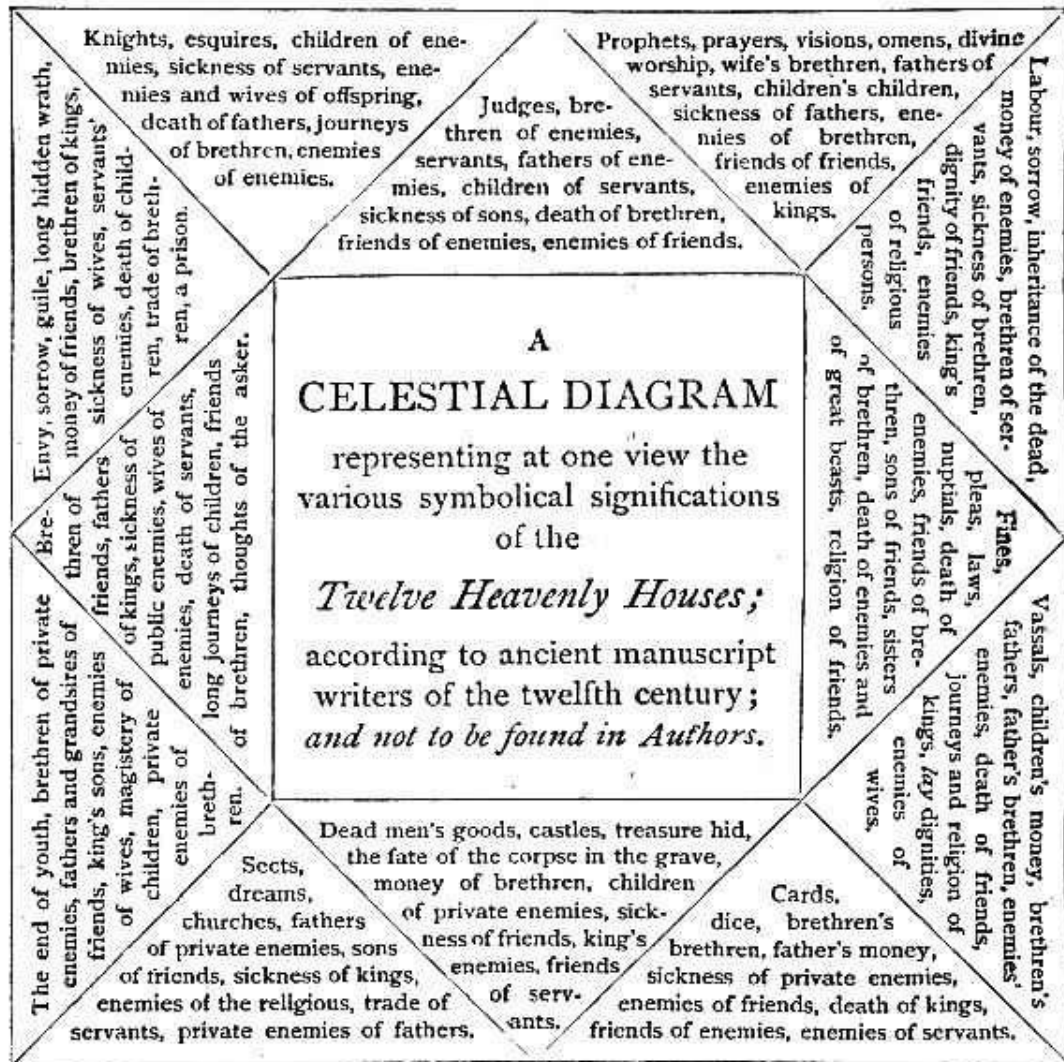 Knights, esquires, children of ene-
mies, sickness of servants, ene-
mies and wives of offspring,
death of fathers, journeys
of brethren, enemies
of enemies.
Judges, bre-
thren of enemies,
servants, fathers of ene-
mies, children of servants,
sickness of sons, death of brethren,
friends of enemies, enemies of friends.
Prophets, prayers, visions, omens, divine
worship, wife's brethren, fathers of
servants, children's children,
sickness of fathers, ene-
mies of brethren,
friends of friends,
enemies of
kings.
Labour, sorrow, inheritance of the dead,
money of enemies, brethren of ser-
vants, sickness of brethren,
dignity of friends, king's
friends, enemies
of religious
persons.
Envy, sorrow, guile, long hidden wrath,
money of friends, brethren of kings,
sickness of wives, servants'
enemies, death of child-
ren, trade of breth-
ren, a prison.
A
CELESTIAL DIAGRAM
representing at one view the
various symbolical significations
of the
Twelve Heavenly Houses;
according to ancient manuscript
writers of the twelfth century;
and not to be found in Authors.
Bre-
thren of
friends, fathers
of kings, sickness of
public enemies, wives of
enemies, death of servants,
long journeys of children, friends
of brethren, thoughts of the asker.
Fines,
pleas, laws,
nuptials, death of
enemies, friends of bre-
thren, sons of friends, sisters
of brethren, death of enemies and
of great beasts, religion of friends.
The end of youth, brethren of private
enemies, fathers and grandsires of
friends, king's sons, enemies
of wives, magistery of
children, private
enemies of
breth-
ren.
Vassals, children's money, brethren's
fathers, father's brethren, enemies'
enemies, death of friends,
journeys and religion of
kings, lay dignities,
enemies of
wives,
Sects,
dreams,
churches, fathers
of private enemies, sons
of friends, sickness of kings,
enemies of the religious, trade of
servants, private enemies of fathers.
Dead men's goods, castles, treasure hid,
the fate of the corpse in the grave,
money of brethren, children
of private enemies, sick-
ness of friends, king's
enemies, friends
of serv-
ants.
Cards,
dice, brethren's
brethren, father's money,
sickness of private enemies,
enemies of friends, death of kings,
friends of enemies, enemies of servants.